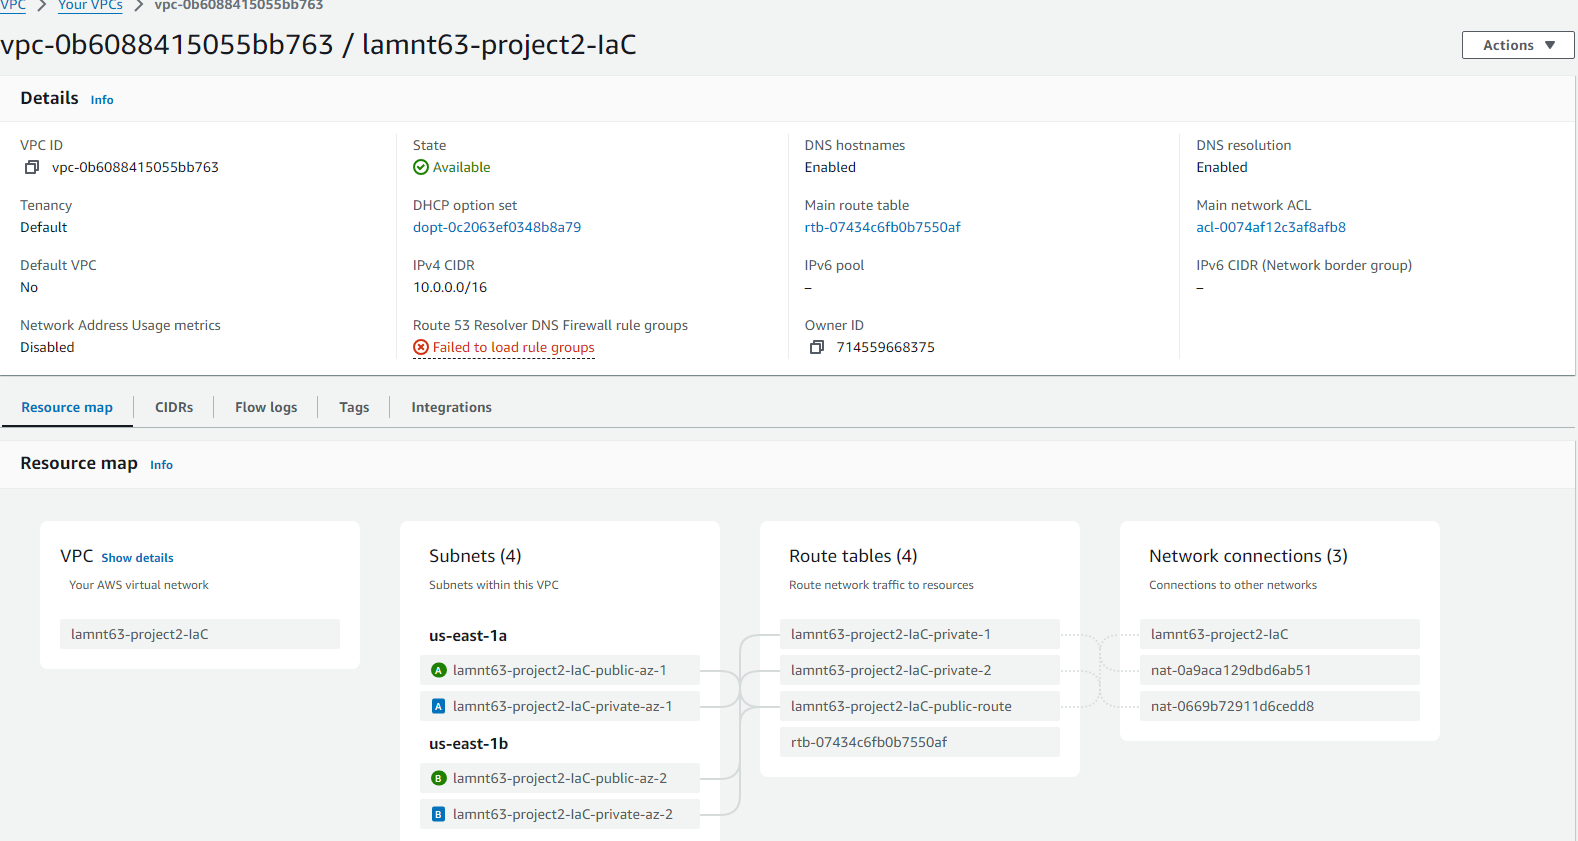 VPC > Your VPCs > vpc-0b6088415055bb763
vpc-0b6088415055bb763 / lamnt63-project2-IaC
Actions
Details Info
VPC ID
vpc-0b6088415055bb763
State
Available
DNS hostnames
Enabled
DNS resolution
Enabled
Tenancy
Default
DHCP option set
dopt-0c2063ef0348b8a79
Main route table
rtb-07434c6fb0b7550af
Main network ACL
acl-0074af12c3af8afb8
Default VPC
No
IPv4 CIDR
10.0.0.0/16
IPv6 pool
–
IPv6 CIDR (Network border group)
–
Network Address Usage metrics
Disabled
Route 53 Resolver DNS Firewall rule groups
Failed to load rule groups
Owner ID
714559668375
Resource map
CIDRs
Flow logs
Tags
Integrations
Resource map Info
VPC Show details
Your AWS virtual network
lamnt63-project2-IaC
Subnets (4)
Subnets within this VPC
us-east-1a
A lamnt63-project2-IaC-public-az-1
A lamnt63-project2-IaC-private-az-1
us-east-1b
B lamnt63-project2-IaC-public-az-2
B lamnt63-project2-IaC-private-az-2
Route tables (4)
Route network traffic to resources
lamnt63-project2-IaC-private-1
lamnt63-project2-IaC-private-2
lamnt63-project2-IaC-public-route
rtb-07434c6fb0b7550af
Network connections (3)
Connections to other networks
lamnt63-project2-IaC
nat-0a9aca129dbd6ab51
nat-0669b72911d6cedd8